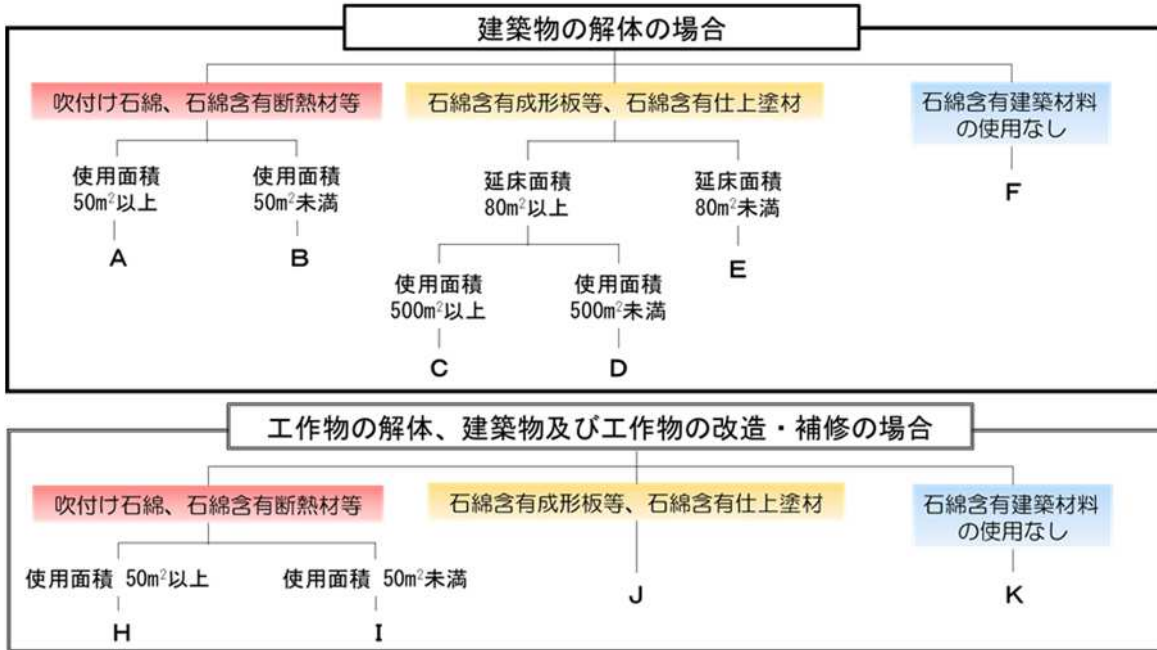 建築物の解体の場合
吹付け石綿、石綿含有断熱材等
石綿含有成形板等、石綿含有仕上塗材
石綿含有建築材料
の使用なし
使用面積
50m²以上
使用面積
50m²未満
延床面積
80m²以上
延床面積
80m²未満
F
A
B
E
使用面積
500m²以上
使用面積
500m²未満
C
D
工作物の解体、建築物及び工作物の改造・補修の場合
吹付け石綿、石綿含有断熱材等
石綿含有成形板等、石綿含有仕上塗材
石綿含有建築材料
の使用なし
使用面積 50m²以上
使用面積 50m²未満
J
K
H
I